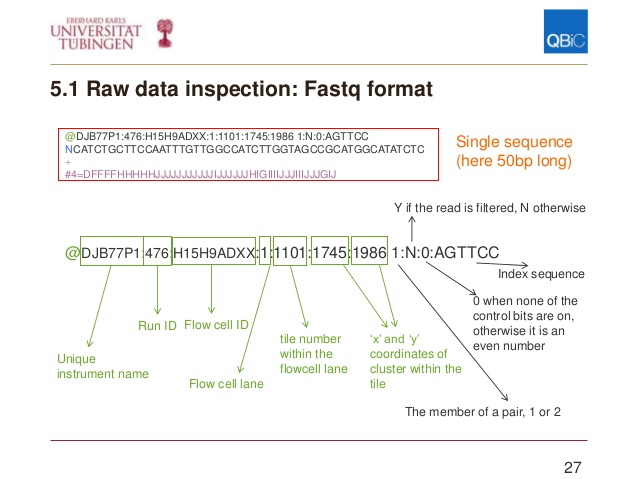 EBERHARD KARLS
UNIVERSITÄT
TÜBINGEN
QBiC
5.1 Raw data inspection: Fastq format
@DJB77P1:476:H15H9ADXX:1:1101:1745:1986 1:N:0:AGTTCC
NCATCTGCTTCCAATTTGTTGGCCATCTTGGTAGCCGCATGGCATATCTC
+
#4=DFFFFHHHHHJJJJJJJJJJJIJJJJJJHIGIIIIJJJIIIJJJGIJ
Single sequence
(here 50bp long)
Y if the read is filtered, N otherwise
@DJB77P1:476:H15H9ADXX:1:1101:1745:1986 1:N:0:AGTTCC
Index sequence
0 when none of the
control bits are on,
otherwise it is an
even number
Run ID
Flow cell ID
tile number
within the
flowcell lane
‘x’ and ‘y’
coordinates of
cluster within the
tile
Unique
instrument name
Flow cell lane
The member of a pair, 1 or 2
27